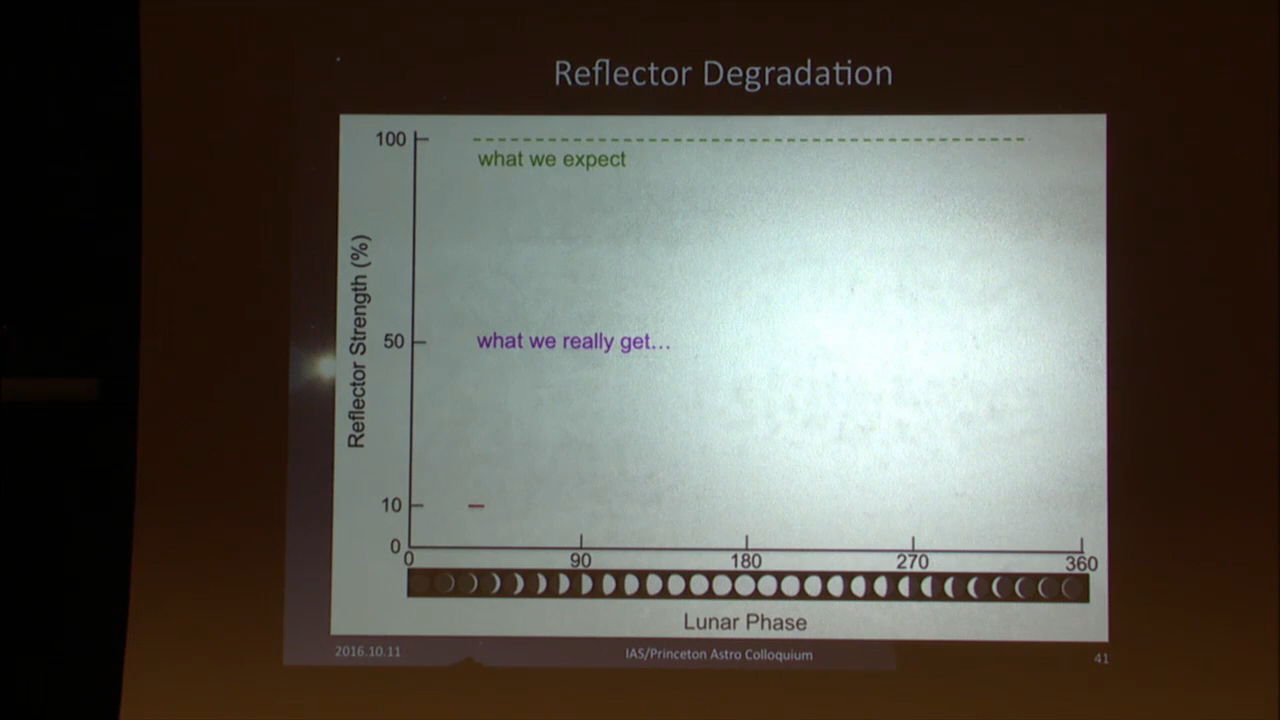 Reflector Degradation
100
what we expect
Reflector Strength (%)
50
what we really get...
10
0
0 90 180 270 360
Lunar Phase
2016.10.11 IAS/Princeton Astro Colloquium 41